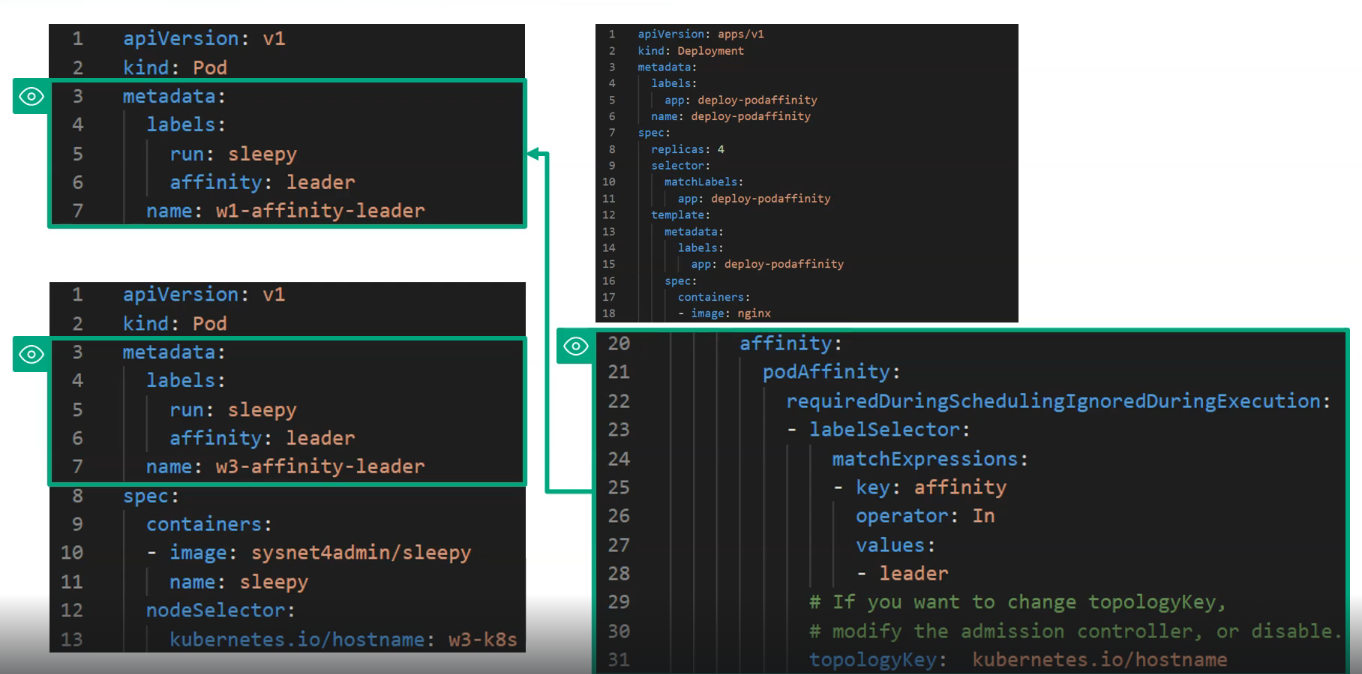 1 apiVersion: v1
2 kind: Pod
3 metadata:
4 labels:
5 run: sleepy
6 affinity: leader
7 name: w1-affinity-leader
1 apiVersion: v1
2 kind: Pod
3 metadata:
4 labels:
5 run: sleepy
6 affinity: leader
7 name: w3-affinity-leader
8 spec:
9 containers:
10 - image: sysnet4admin/sleepy
11 name: sleepy
12 nodeSelector:
13 kubernetes.io/hostname: w3-k8s
1 apiVersion: apps/v1
2 kind: Deployment
3 metadata:
4 labels:
5 app: deploy-podaffinity
6 name: deploy-podaffinity
7 spec:
8 replicas: 4
9 selector:
10 matchLabels:
11 app: deploy-podaffinity
12 template:
13 metadata:
14 labels:
15 app: deploy-podaffinity
16 spec:
17 containers:
18 - image: nginx
20 affinity:
21 podAffinity:
22 requiredDuringSchedulingIgnoredDuringExecution:
23 - labelSelector:
24 matchExpressions:
25 - key: affinity
26 operator: In
27 values:
28 - leader
29 # If you want to change topologyKey,
30 # modify the admission controller, or disable.
31 topologyKey: kubernetes.io/hostname